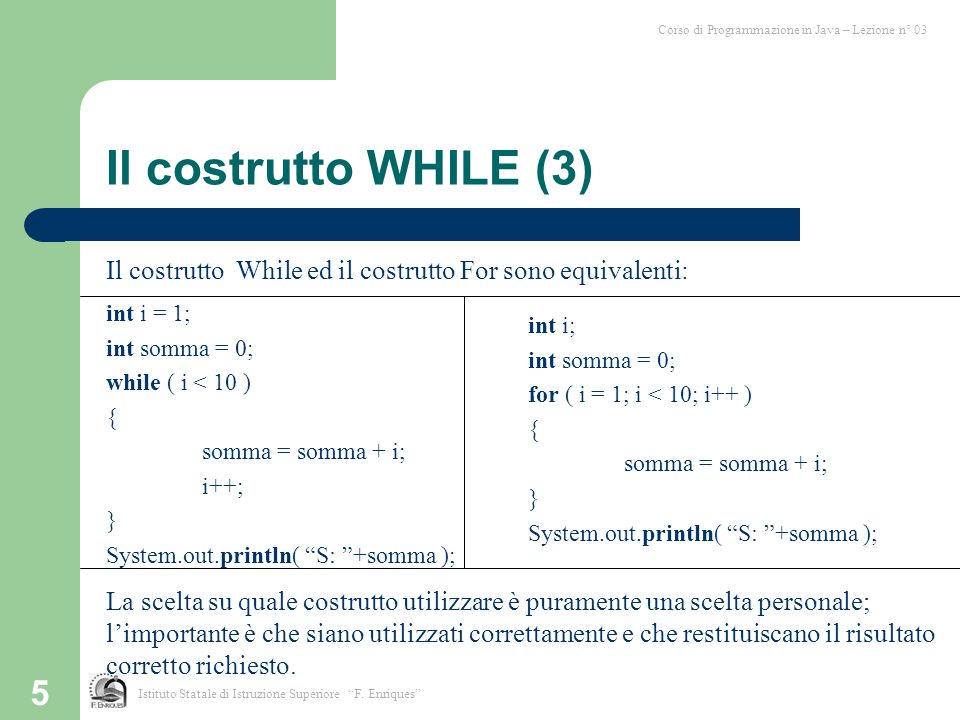 Corso di Programmazione in Java – Lezione n° 03
Il costrutto WHILE (3)
Il costrutto While ed il costrutto For sono equivalenti:
int i = 1;
int somma = 0;
while ( i < 10 )
{
somma = somma + i;
i++;
}
System.out.println( “S: ”+somma );
int i;
int somma = 0;
for ( i = 1; i < 10; i++ )
{
somma = somma + i;
}
System.out.println( “S: ”+somma );
La scelta su quale costrutto utilizzare è puramente una scelta personale;
l’importante è che siano utilizzati correttamente e che restituiscano il risultato
corretto richiesto.
5
F. ENRIQUES
Istituto Statale di Istruzione Superiore “F. Enriques”